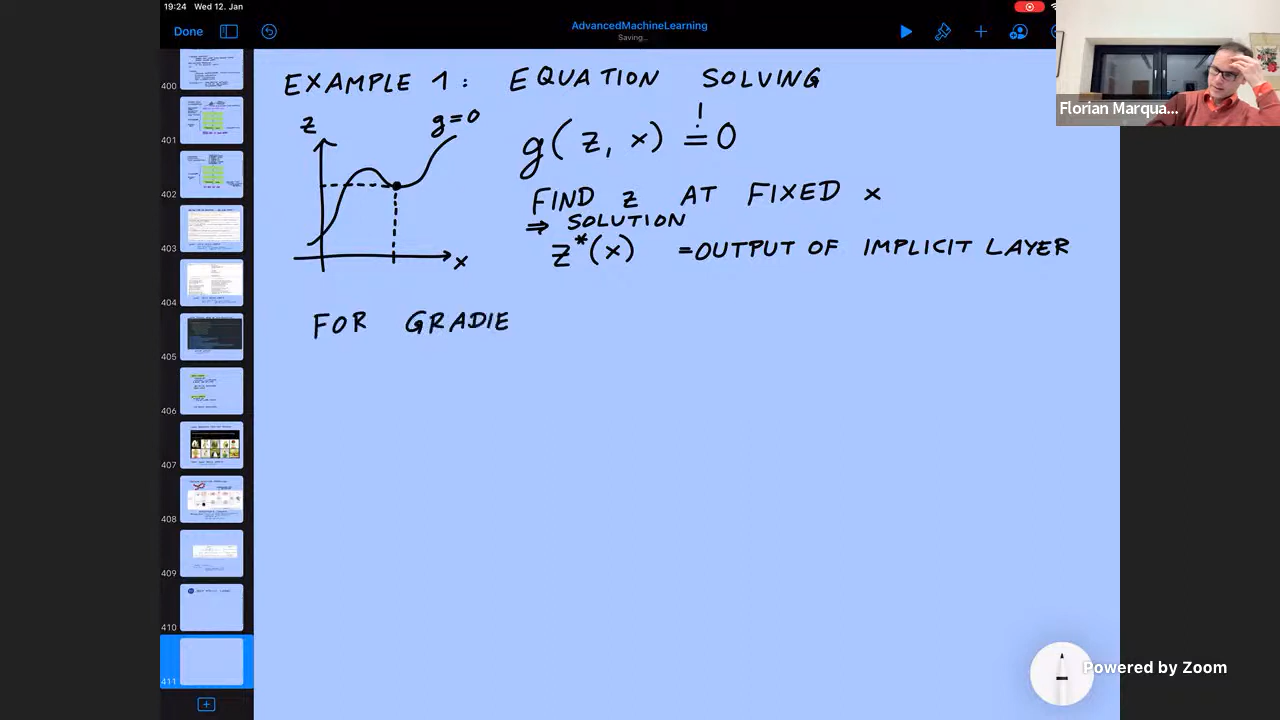 19:24 Wed 12. Jan
Done
AdvancedMachineLearning
Saving...
Florian Marqua...
400
401
402
403
404
405
406
407
408
409
410
411
EXAMPLE 1: EQUATION SOLVING
z
g=0
x
g(z, x) != 0
FIND z AT FIXED x
⇒ SOLUTION
z*(x) =OUTPUT OF IMPLICIT LAYER
FOR GRADIE
Powered by Zoom